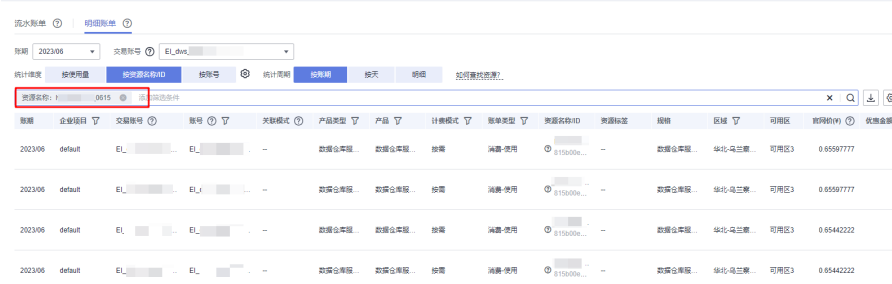 流水账单 ? 明细账单 ?
账期 2023/06 交易账号 ? EI_dws_
统计维度 按使用量 按资源名称/ID 按账号 统计周期 按账期 按天 明细 如何查找资源?
资源名称: 0615 添加筛选条件
账期 企业项目 交易账号 ? 账号 ? 关联模式 ? 产品类型 产品 计费模式 账单类型 资源名称/ID 资源标签 规格 区域 可用区 官网价(¥) ? 优惠金额
2023/06 default EI_ ... EI_ -- 数据仓库服... 数据仓库服... 按需 消费-使用 ? 815b00e... -- 数据仓库服... 华北-乌兰察... 可用区3 0.65597777
2023/06 default EI_ ... EI_ -- 数据仓库服... 数据仓库服... 按需 消费-使用 ? 815b00e... -- 数据仓库服... 华北-乌兰察... 可用区3 0.65597777
2023/06 default EI_ ... EI_ -- 数据仓库服... 数据仓库服... 按需 消费-使用 ? 815b00e... -- 数据仓库服... 华北-乌兰察... 可用区3 0.65442222
2023/06 default EI_ ... EI_ -- 数据仓库服... 数据仓库服... 按需 消费-使用 ? 815b00e... -- 数据仓库服... 华北-乌兰察... 可用区3 0.65442222